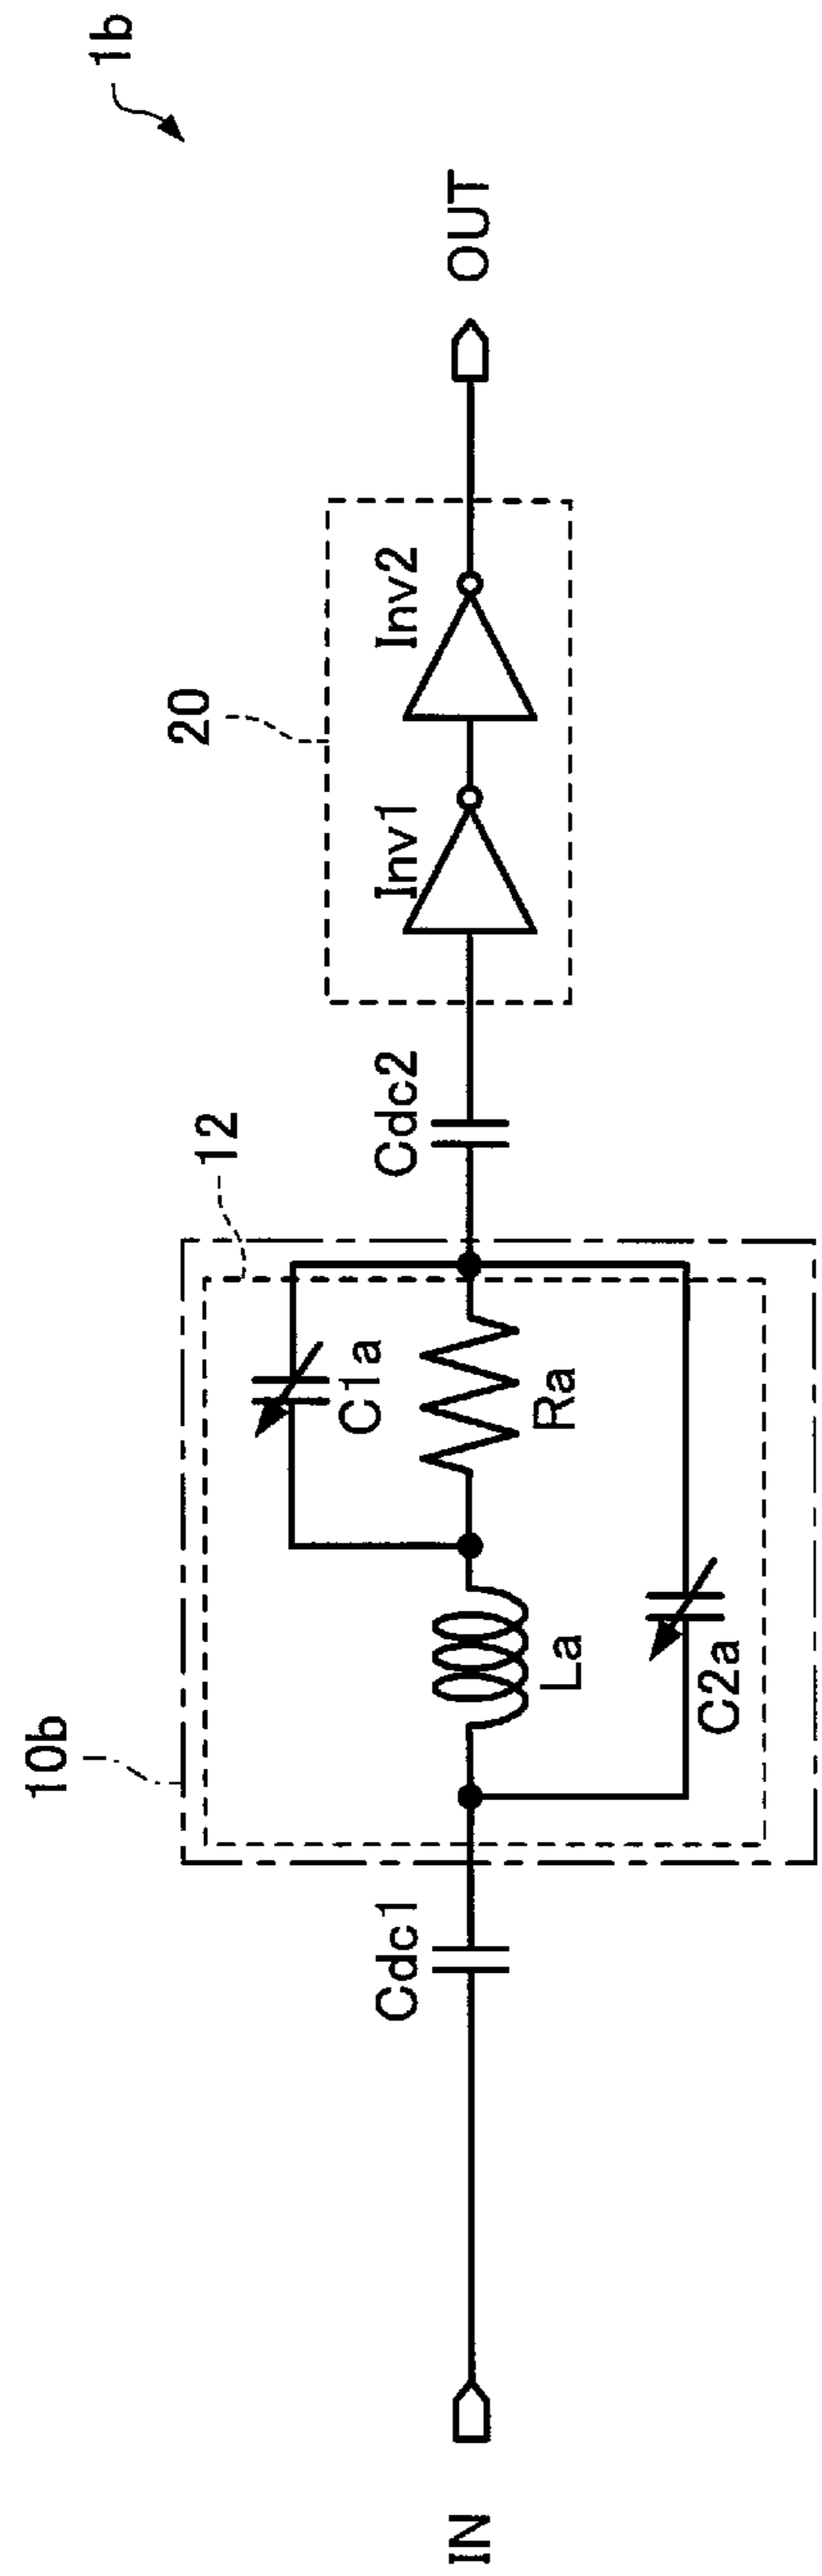 1b
10b
12
20
C1a
Cdc1
Cdc2
Inv1
Inv2
IN
OUT
La
Ra
C2a